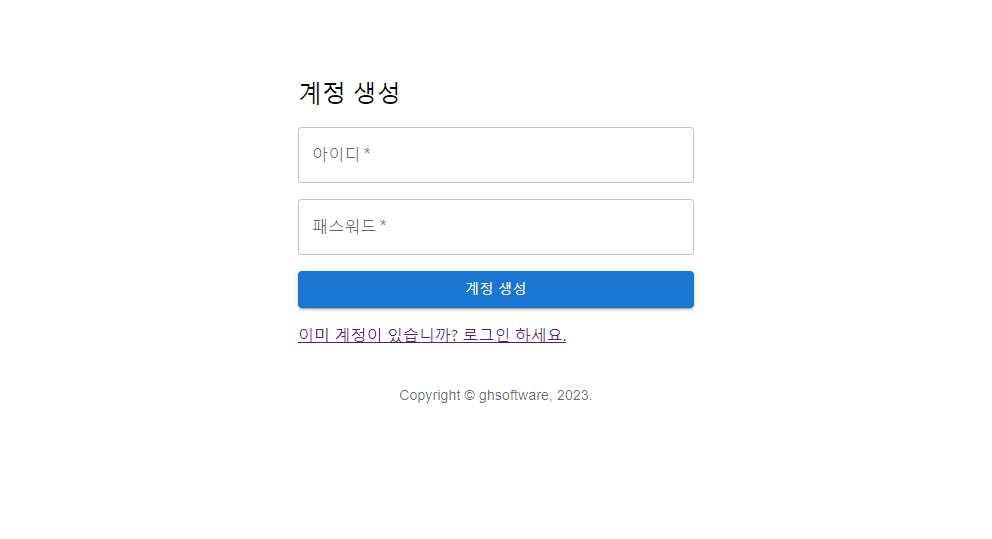 계정 생성
아이디 *
패스워드 *
계정 생성
이미 계정이 있습니까? 로그인 하세요.
Copyright © ghsoftware, 2023.